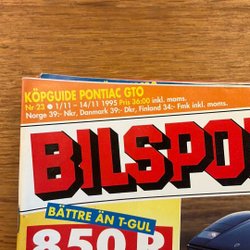 KÖPGUIDE PONTIAC GTO
Nr.23 ● 1/11 – 14/11 1995 Pris 36:00 inkl. moms.
Norge 39:- Nkr, Danmark 39:- Dkr, Finland 34:- Fmk inkl. moms.
BILSPO
BÄTTRE ÄN T-GUL
850R